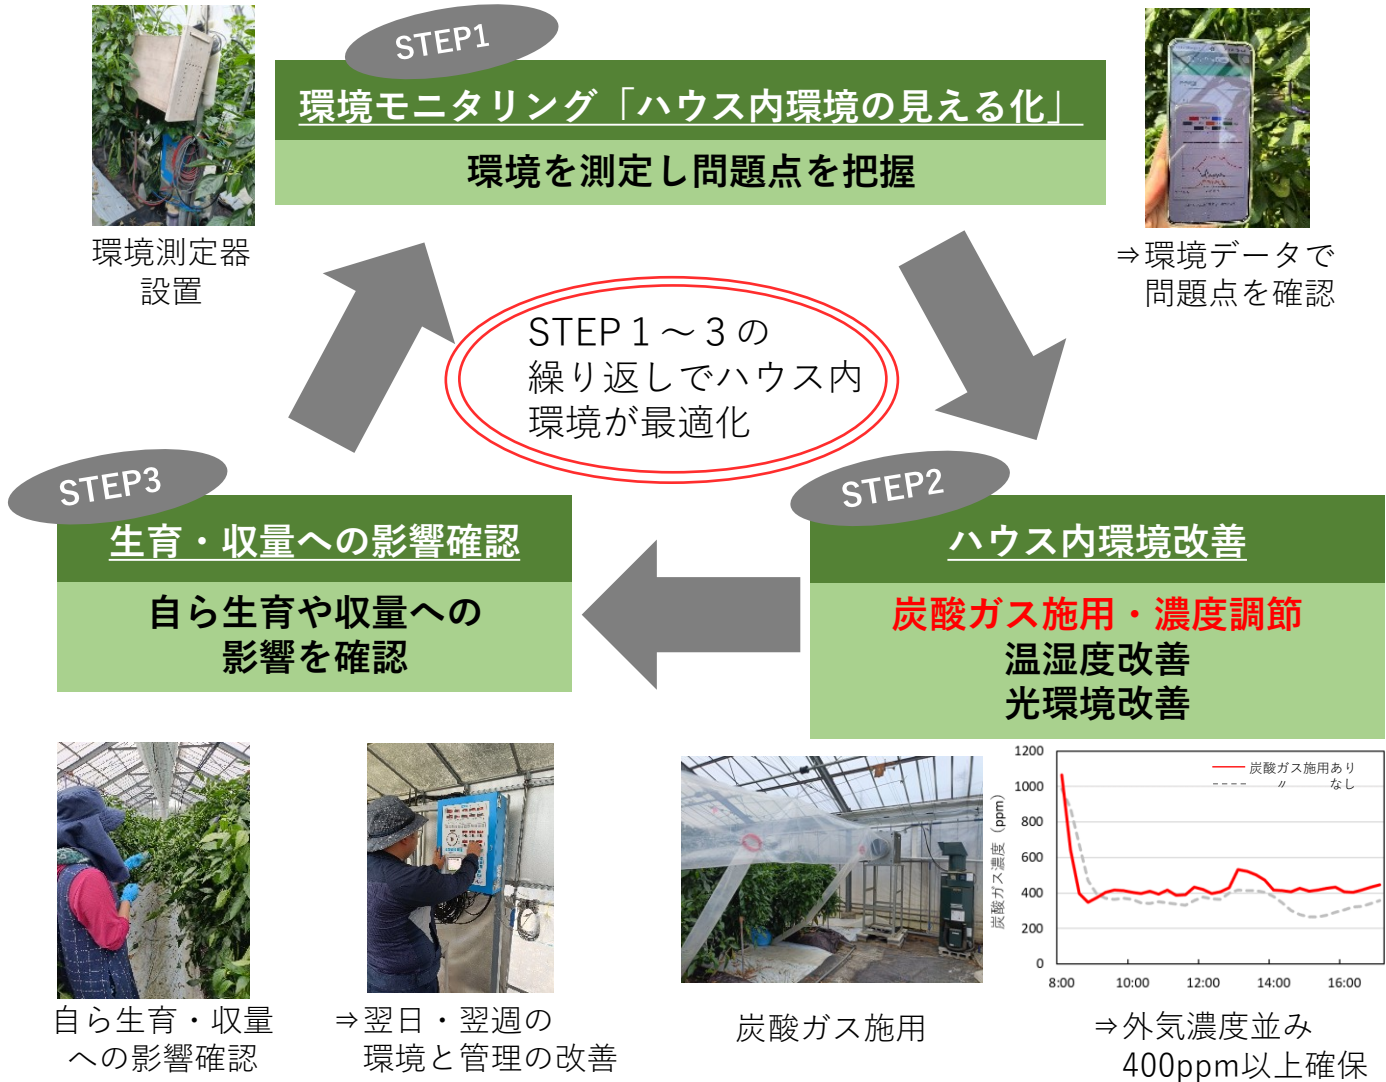 STEP1
環境モニタリング「ハウス内環境の見える化」
環境を測定し問題点を把握
環境測定器
設置
⇒環境データで
問題点を確認
STEP１～３の
繰り返しでハウス内
環境が最適化
STEP2
ハウス内環境改善
炭酸ガス施用・濃度調節
温湿度改善
光環境改善
炭酸ガス施用
炭酸ガス濃度（ppm）
1200
1000
800
600
400
200
0
8:00 10:00 12:00 14:00 16:00
炭酸ガス施用あり
〃 なし
⇒外気濃度並み
400ppm以上確保
STEP3
生育・収量への影響確認
自ら生育や収量への
影響を確認
自ら生育・収量
への影響確認
⇒翌日・翌週の
環境と管理の改善